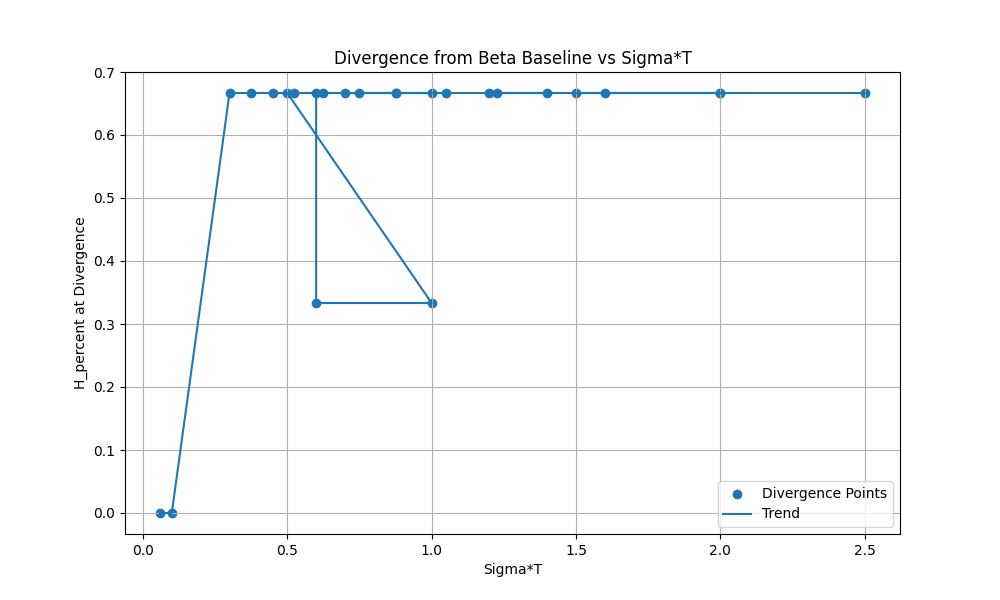 Divergence from Beta Baseline vs Sigma*T
0.7
0.6
0.5
0.4
0.3
0.2
0.1
0.0
H_percent at Divergence
Divergence Points
Trend
0.0 0.5 1.0 1.5 2.0 2.5
Sigma*T